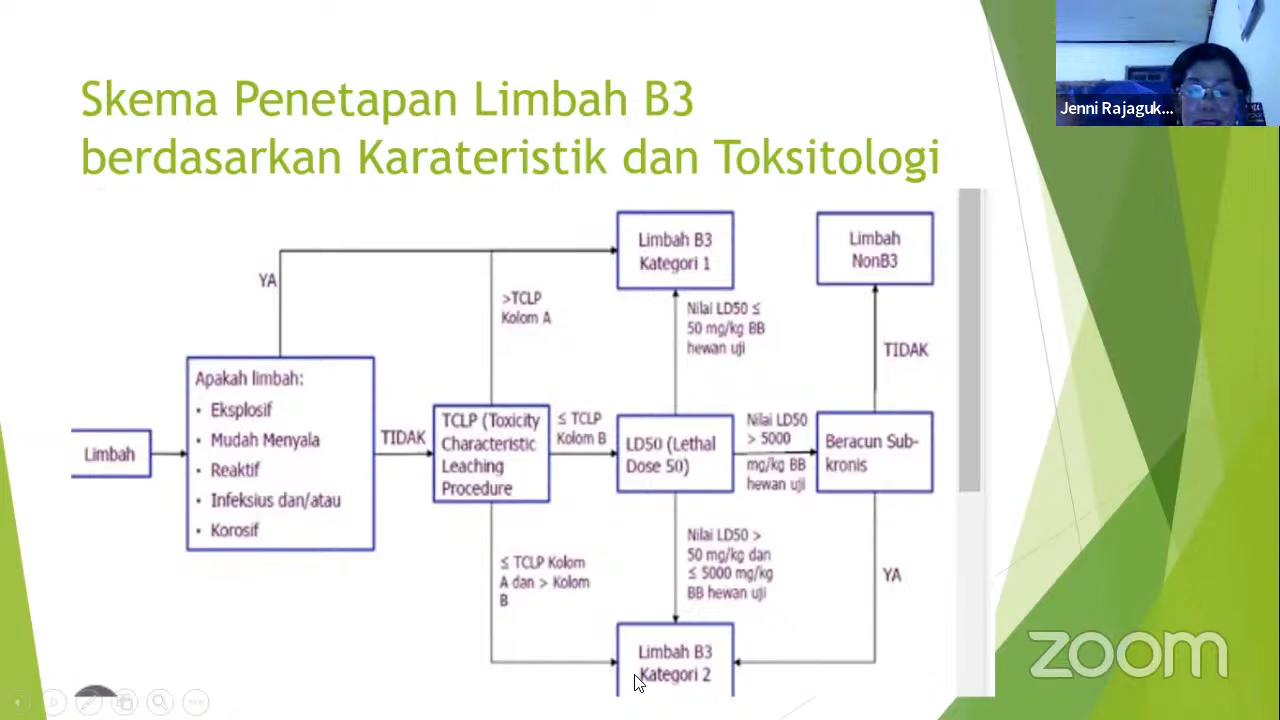 Skema Penetapan Limbah B3
berdasarkan Karateristik dan Toksitologi
Jenni Rajaguk...
Limbah B3
Kategori 1
Limbah
NonB3
YA
>TCLP
Kolom A
Nilai LD50 ≤
50 mg/kg BB
hewan uji
TIDAK
Apakah limbah:
• Eksplosif
• Mudah Menyala
• Reaktif
• Infeksius dan/atau
• Korosif
Limbah
TIDAK
TCLP (Toxicity
Characteristic
Leaching
Procedure
≤ TCLP
Kolom B
LD50 (Lethal
Dose 50)
Nilai LD50
> 5000
mg/kg BB
hewan uji
Beracun Sub-
kronis
≤ TCLP Kolom
A dan > Kolom
B
Nilai LD50 >
50 mg/kg dan
≤ 5000 mg/kg
BB hewan uji
YA
Limbah B3
Kategori 2
zoom